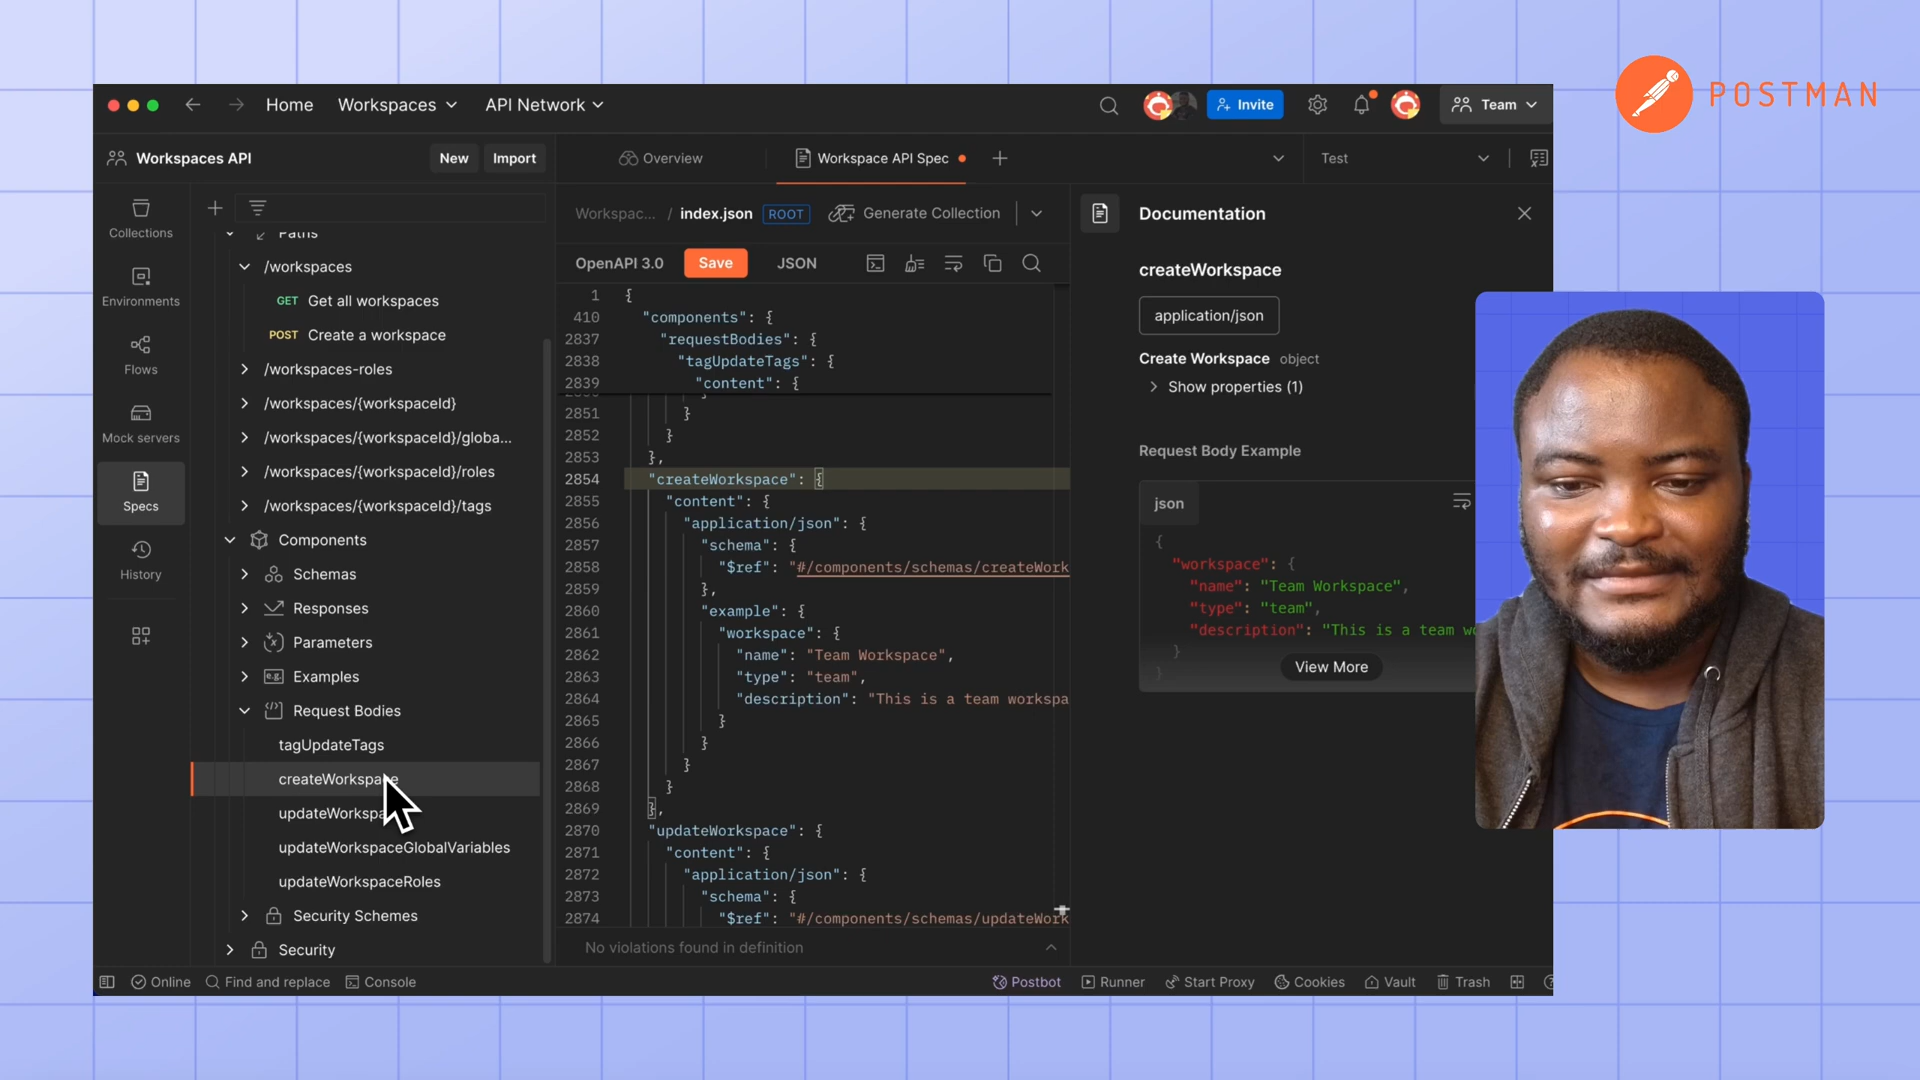 POSTMAN
Home
Workspaces
API Network
Invite
Team
Workspaces API
New
Import
Overview
Workspace API Spec
Test
Collections
Environments
Flows
Mock servers
Specs
History
Paths
/workspaces
GET Get all workspaces
POST Create a workspace
/workspaces-roles
/workspaces/{workspaceId}
/workspaces/{workspaceId}/globa...
/workspaces/{workspaceId}/roles
/workspaces/{workspaceId}/tags
Components
Schemas
Responses
Parameters
e.g. Examples
Request Bodies
tagUpdateTags
createWorkspace
updateWorkspa
updateWorkspaceGlobalVariables
updateWorkspaceRoles
Security Schemes
Security
Workspac... / index.json ROOT
Generate Collection
OpenAPI 3.0
Save
JSON
1 {
410 "components": {
2837 "requestBodies": {
2838 "tagUpdateTags": {
2839 "content": {
2851 }
2852 }
2853 },
2854 "createWorkspace": {
2855 "content": {
2856 "application/json": {
2857 "schema": {
2858 "$ref": "#/components/schemas/createWork
2859 },
2860 "example": {
2861 "workspace": {
2862 "name": "Team Workspace",
2863 "type": "team",
2864 "description": "This is a team workspa
2865 }
2866 }
2867 }
2868 }
2869 },
2870 "updateWorkspace": {
2871 "content": {
2872 "application/json": {
2873 "schema": {
2874 "$ref": "#/components/schemas/updateWork
No violations found in definition
Documentation
createWorkspace
application/json
Create Workspace object
Show properties (1)
Request Body Example
json
{
"workspace": {
"name": "Team Workspace",
"type": "team",
"description": "This is a team w
}
}
View More
Online
Find and replace
Console
Postbot
Runner
Start Proxy
Cookies
Vault
Trash